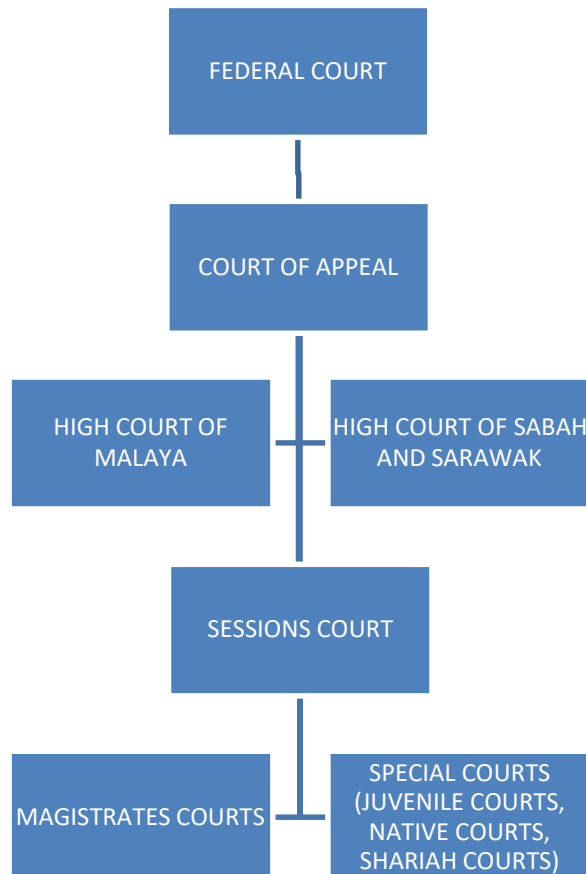 FEDERAL COURT
COURT OF APPEAL
HIGH COURT OF
MALAYA
HIGH COURT OF SABAH
AND SARAWAK
SESSIONS COURT
MAGISTRATES COURTS
SPECIAL COURTS
(JUVENILE COURTS,
NATIVE COURTS,
SHARIAH COURTS)